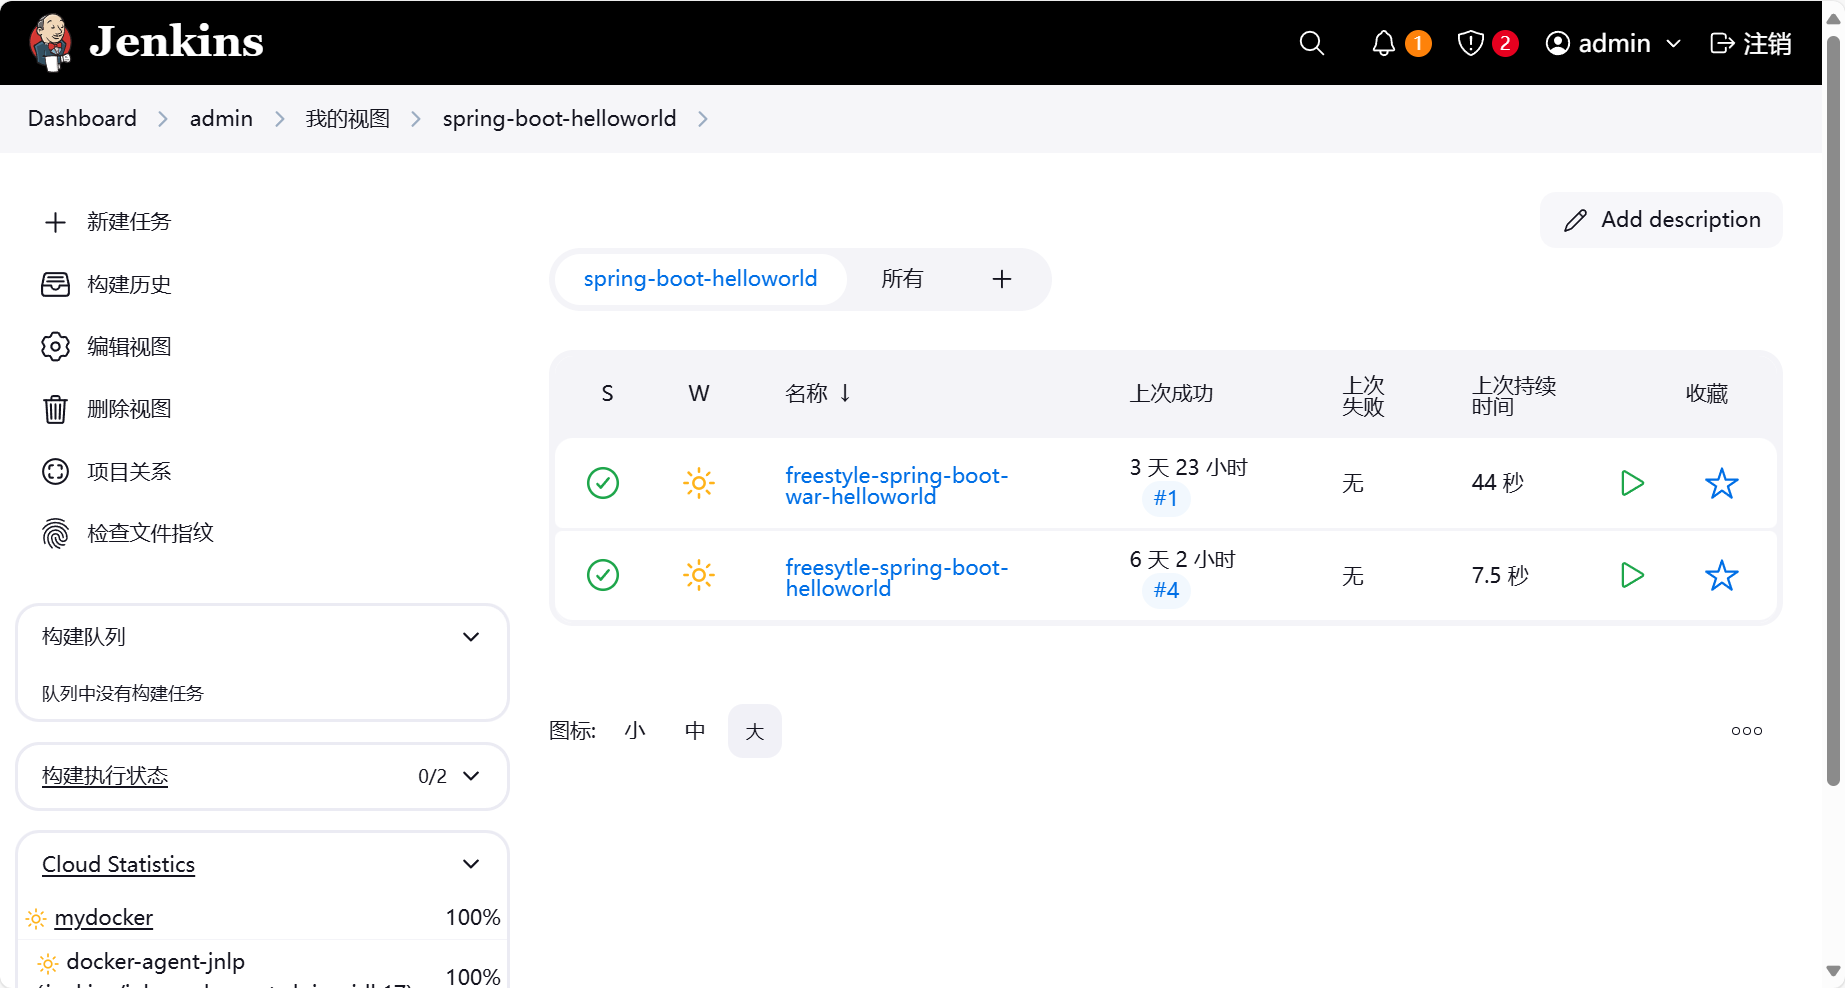 Jenkins
1
2
admin
注销
Dashboard
admin
我的视图
spring-boot-helloworld
新建任务
构建历史
编辑视图
删除视图
项目关系
检查文件指纹
构建队列
队列中没有构建任务
构建执行状态
0/2
Cloud Statistics
mydocker
100%
docker-agent-jnlp
100%
Add description
spring-boot-helloworld
所有
S
W
名称 ↓
上次成功
上次
失败
上次持续
时间
收藏
freestyle-spring-boot-
war-helloworld
3 天 23 小时
#1
无
44 秒
freesytle-spring-boot-
helloworld
6 天 2 小时
#4
无
7.5 秒
图标:
小
中
大